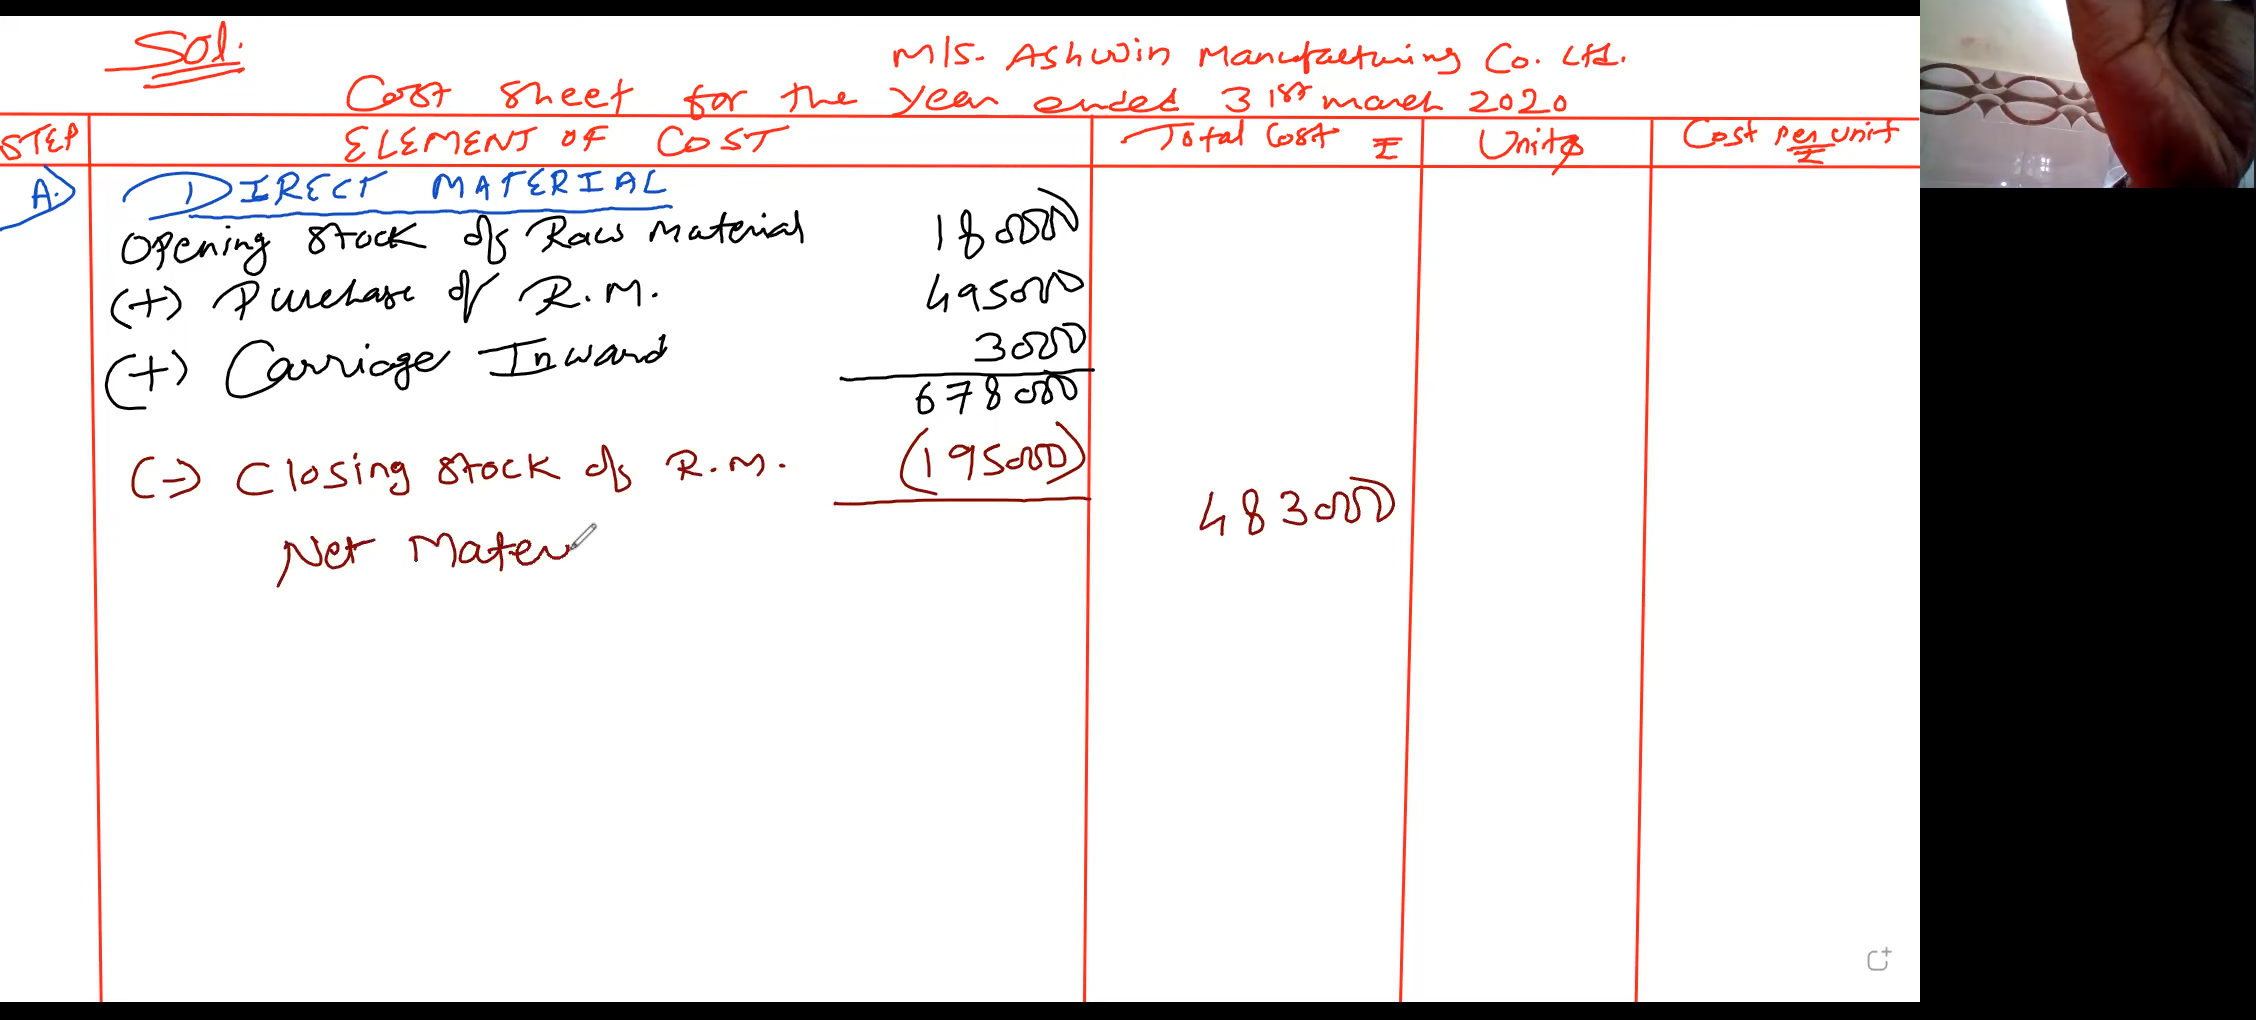 Sol.
M/S. Ashwin Manufacturing Co. Ltd.
Cost sheet for the year ended 31st march 2020
STEP ELEMENT OF COST Total Cost ₹ Units Cost per unit ₹
A.) DIRECT MATERIAL
Opening Stock of Raw material 180000
(+) Purchase of R.M. 495000
(+) Carriage Inward 3000
678000
(-) Closing Stock of R.M. (195000)
483000
Net Mater